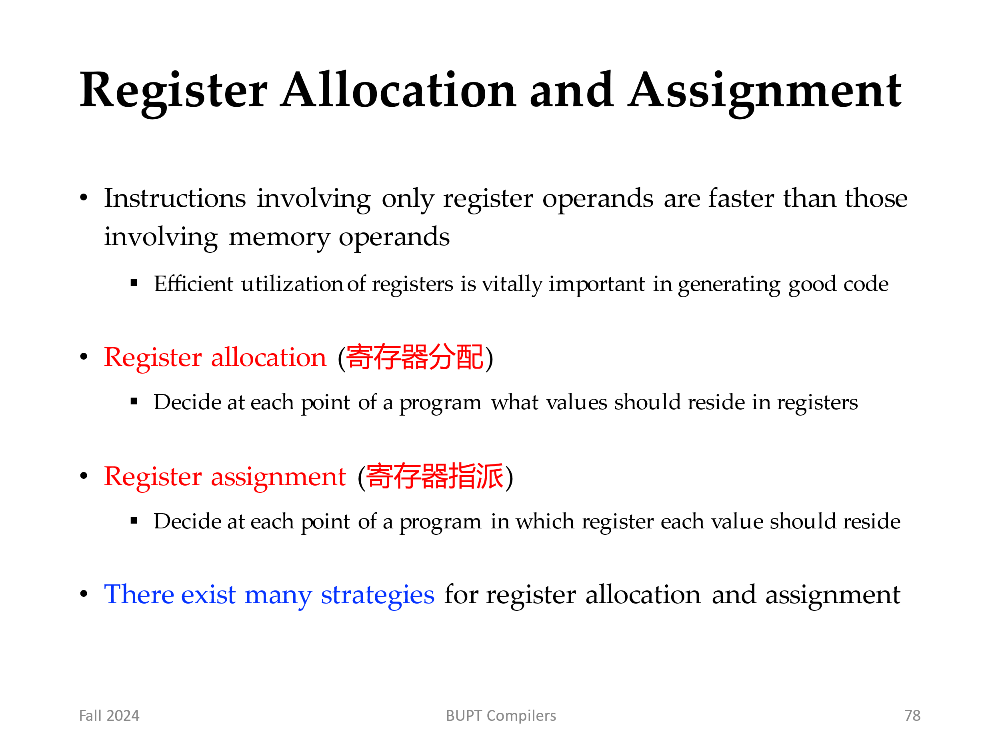 Register Allocation and Assignment
• Instructions involving only register operands are faster than those
involving memory operands
▪ Efficient utilization of registers is vitally important in generating good code
• Register allocation (寄存器分配)
▪ Decide at each point of a program what values should reside in registers
• Register assignment (寄存器指派)
▪ Decide at each point of a program in which register each value should reside
• There exist many strategies for register allocation and assignment
Fall 2024
BUPT Compilers
78